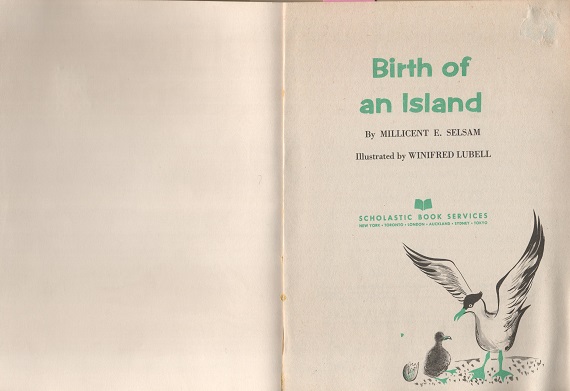 Birth of
an Island
By MILLICENT E. SELSAM
Illustrated by WINIFRED LUBELL
SCHOLASTIC BOOK SERVICES
NEW YORK • TORONTO • LONDON • AUCKLAND • SYDNEY • TOKYO
W.